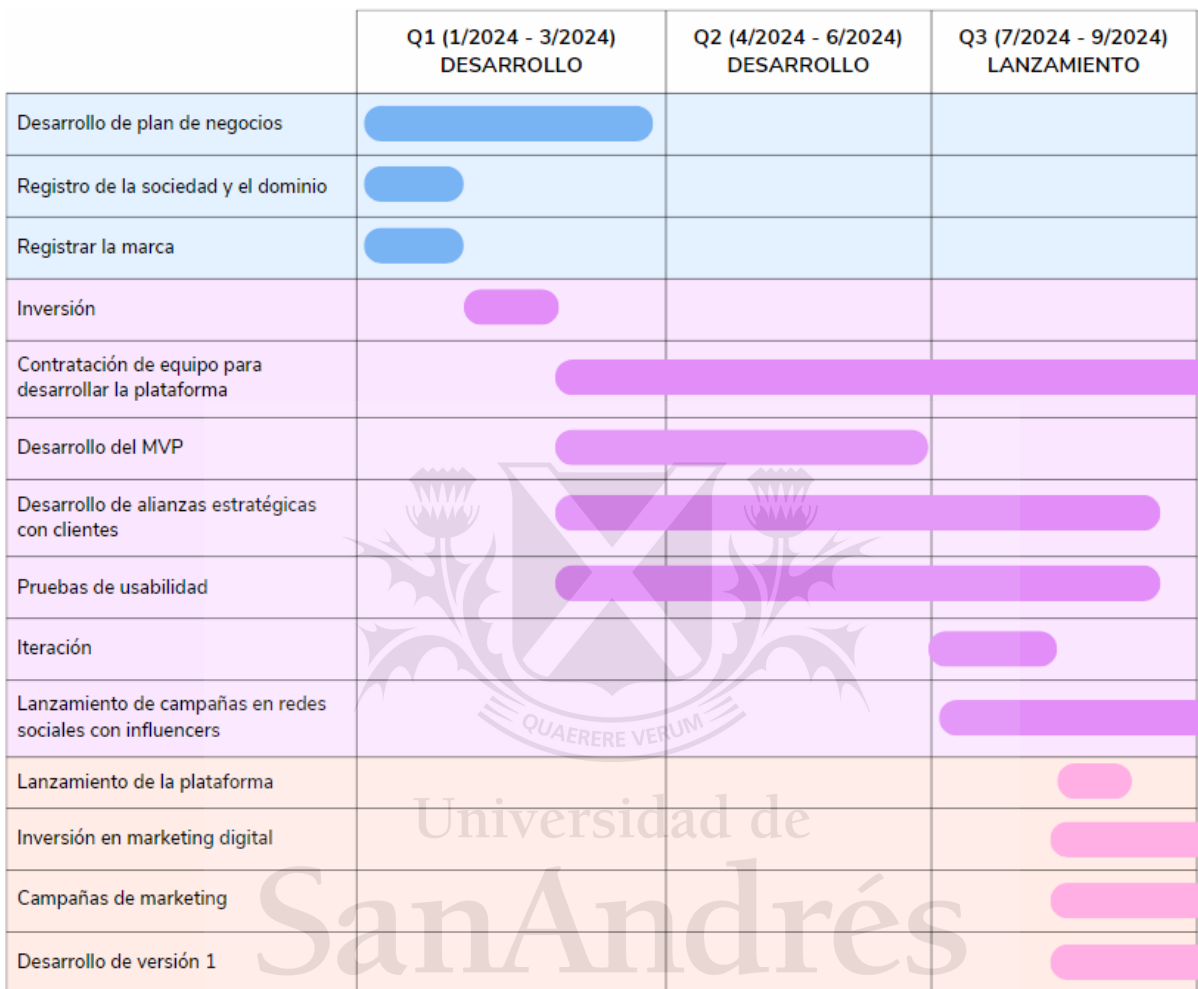 Q1 (1/2024 - 3/2024)
DESARROLLO
Q2 (4/2024 - 6/2024)
DESARROLLO
Q3 (7/2024 - 9/2024)
LANZAMIENTO
Desarrollo de plan de negocios
Registro de la sociedad y el dominio
Registrar la marca
Inversión
Contratación de equipo para
desarrollar la plataforma
Desarrollo del MVP
Desarrollo de alianzas estratégicas
con clientes
Pruebas de usabilidad
Iteración
Lanzamiento de campañas en redes
sociales con influencers
Lanzamiento de la plataforma
Inversión en marketing digital
Campañas de marketing
Desarrollo de versión 1
QUAERERE VERUM
Universidad de
SanAndrés